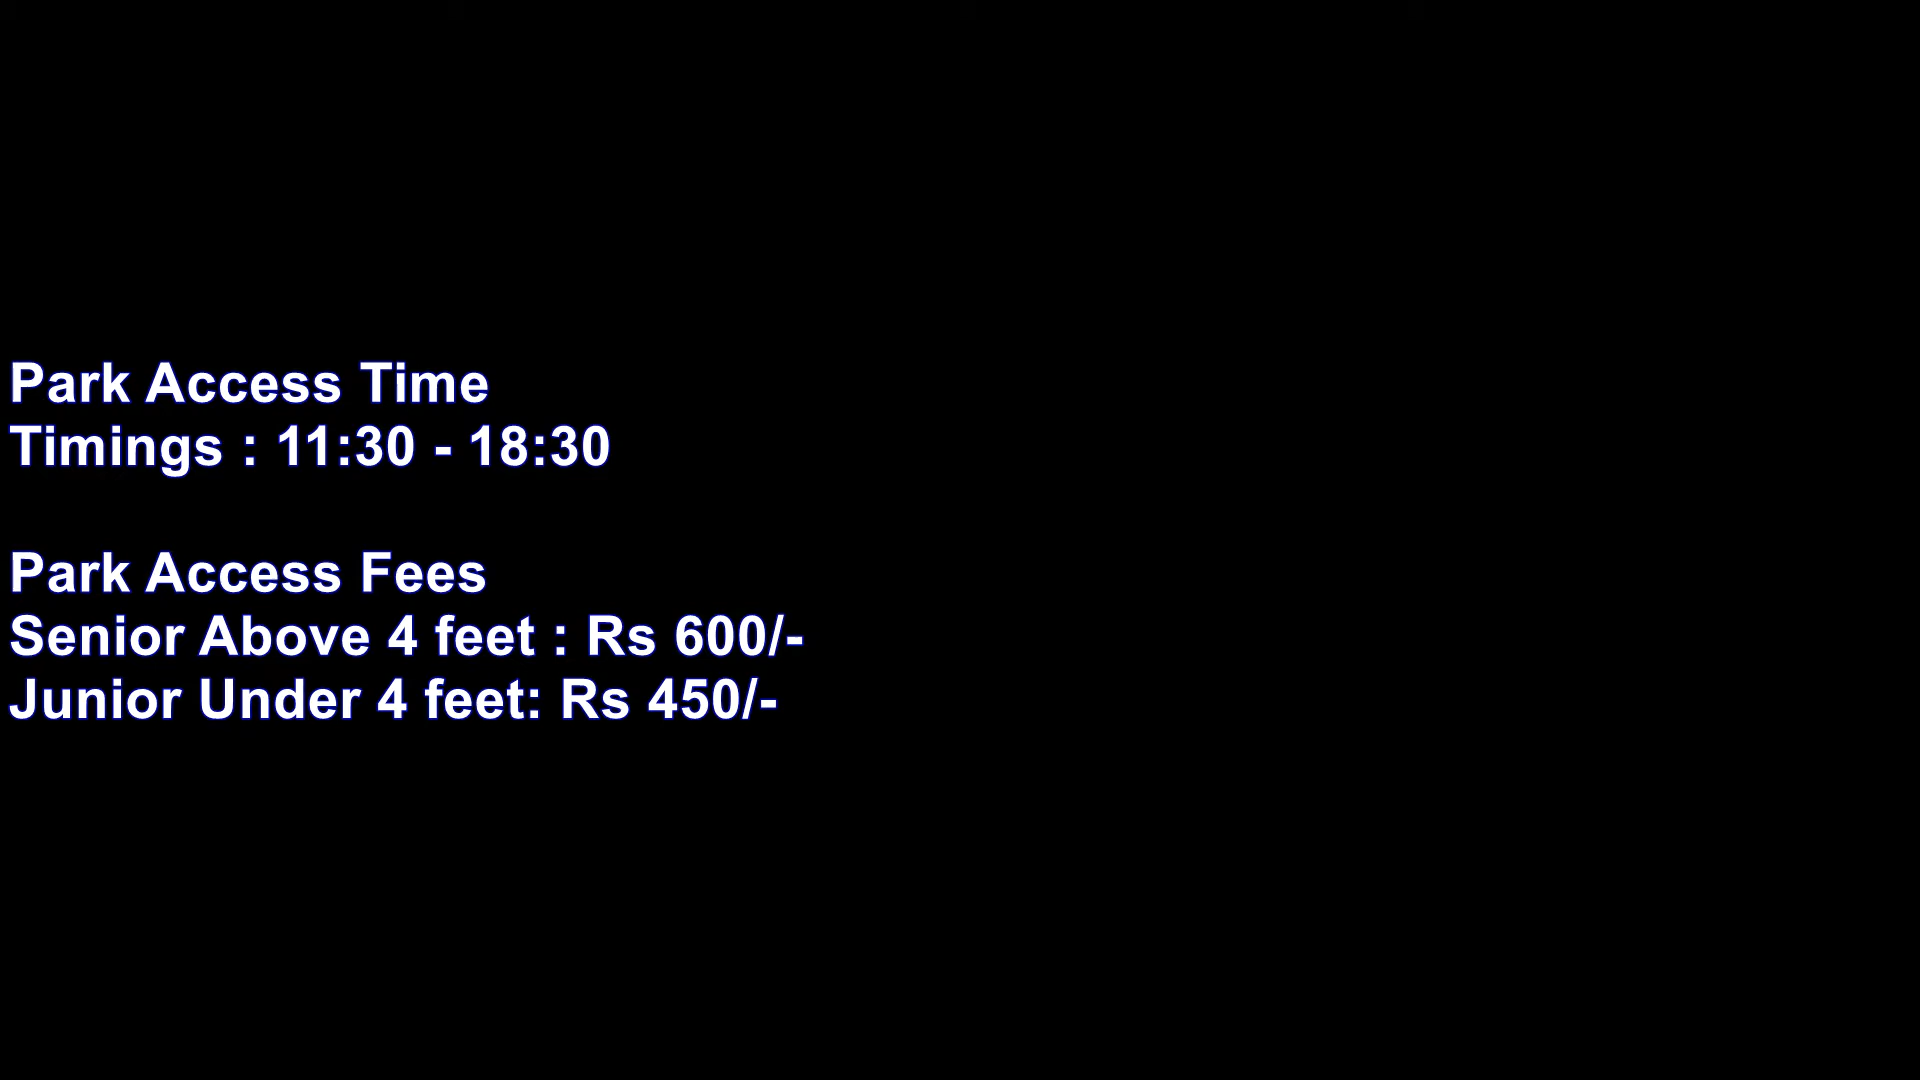 Park Access Time
Timings : 11:30 - 18:30
Park Access Fees
Senior Above 4 feet : Rs 600/-
Junior Under 4 feet: Rs 450/-